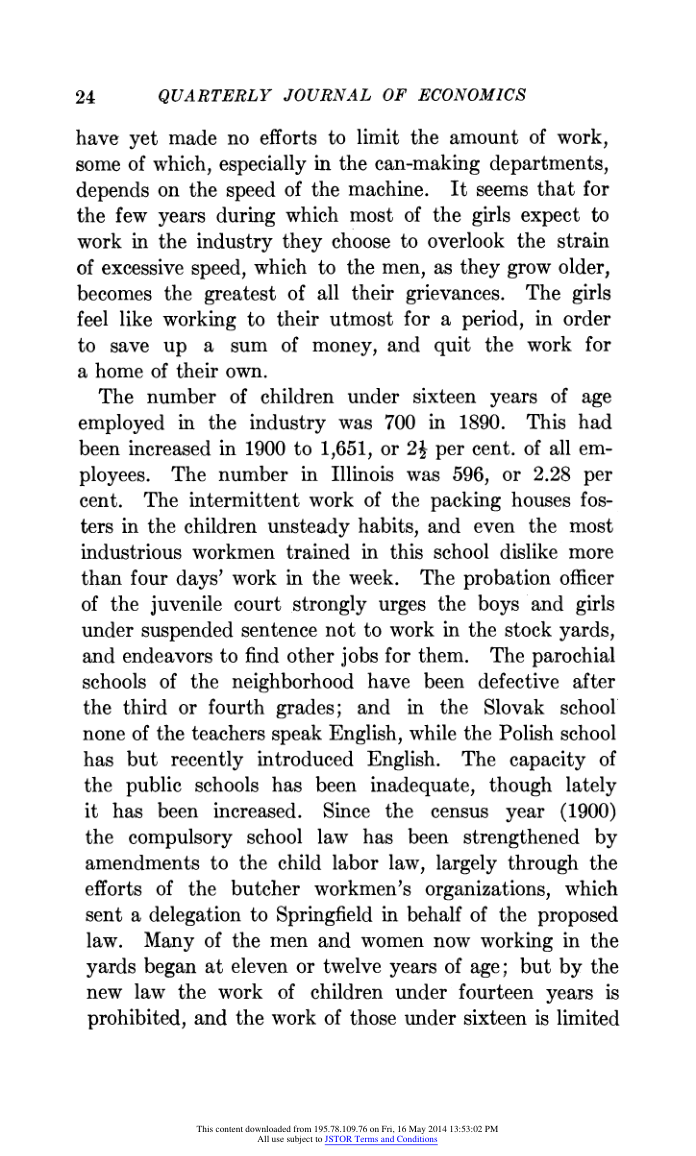 24 QUARTERLY JOURNAL OF ECONOMICS
have yet made no efforts to limit the amount of work,
some of which, especially in the can-making departments,
depends on the speed of the machine. It seems that for
the few years during which most of the girls expect to
work in the industry they choose to overlook the strain
of excessive speed, which to the men, as they grow older,
becomes the greatest of all their grievances. The girls
feel like working to their utmost for a period, in order
to save up a sum of money, and quit the work for
a home of their own.
The number of children under sixteen years of age
employed in the industry was 700 in 1890. This had
been increased in 1900 to 1,651, or 2½ per cent. of all em-
ployees. The number in Illinois was 596, or 2.28 per
cent. The intermittent work of the packing houses fos-
ters in the children unsteady habits, and even the most
industrious workmen trained in this school dislike more
than four days' work in the week. The probation officer
of the juvenile court strongly urges the boys and girls
under suspended sentence not to work in the stock yards,
and endeavors to find other jobs for them. The parochial
schools of the neighborhood have been defective after
the third or fourth grades; and in the Slovak school
none of the teachers speak English, while the Polish school
has but recently introduced English. The capacity of
the public schools has been inadequate, though lately
it has been increased. Since the census year (1900)
the compulsory school law has been strengthened by
amendments to the child labor law, largely through the
efforts of the butcher workmen's organizations, which
sent a delegation to Springfield in behalf of the proposed
law. Many of the men and women now working in the
yards began at eleven or twelve years of age; but by the
new law the work of children under fourteen years is
prohibited, and the work of those under sixteen is limited
This content downloaded from 195.78.109.76 on Fri, 16 May 2014 13:53:02 PM
All use subject to JSTOR Terms and Conditions